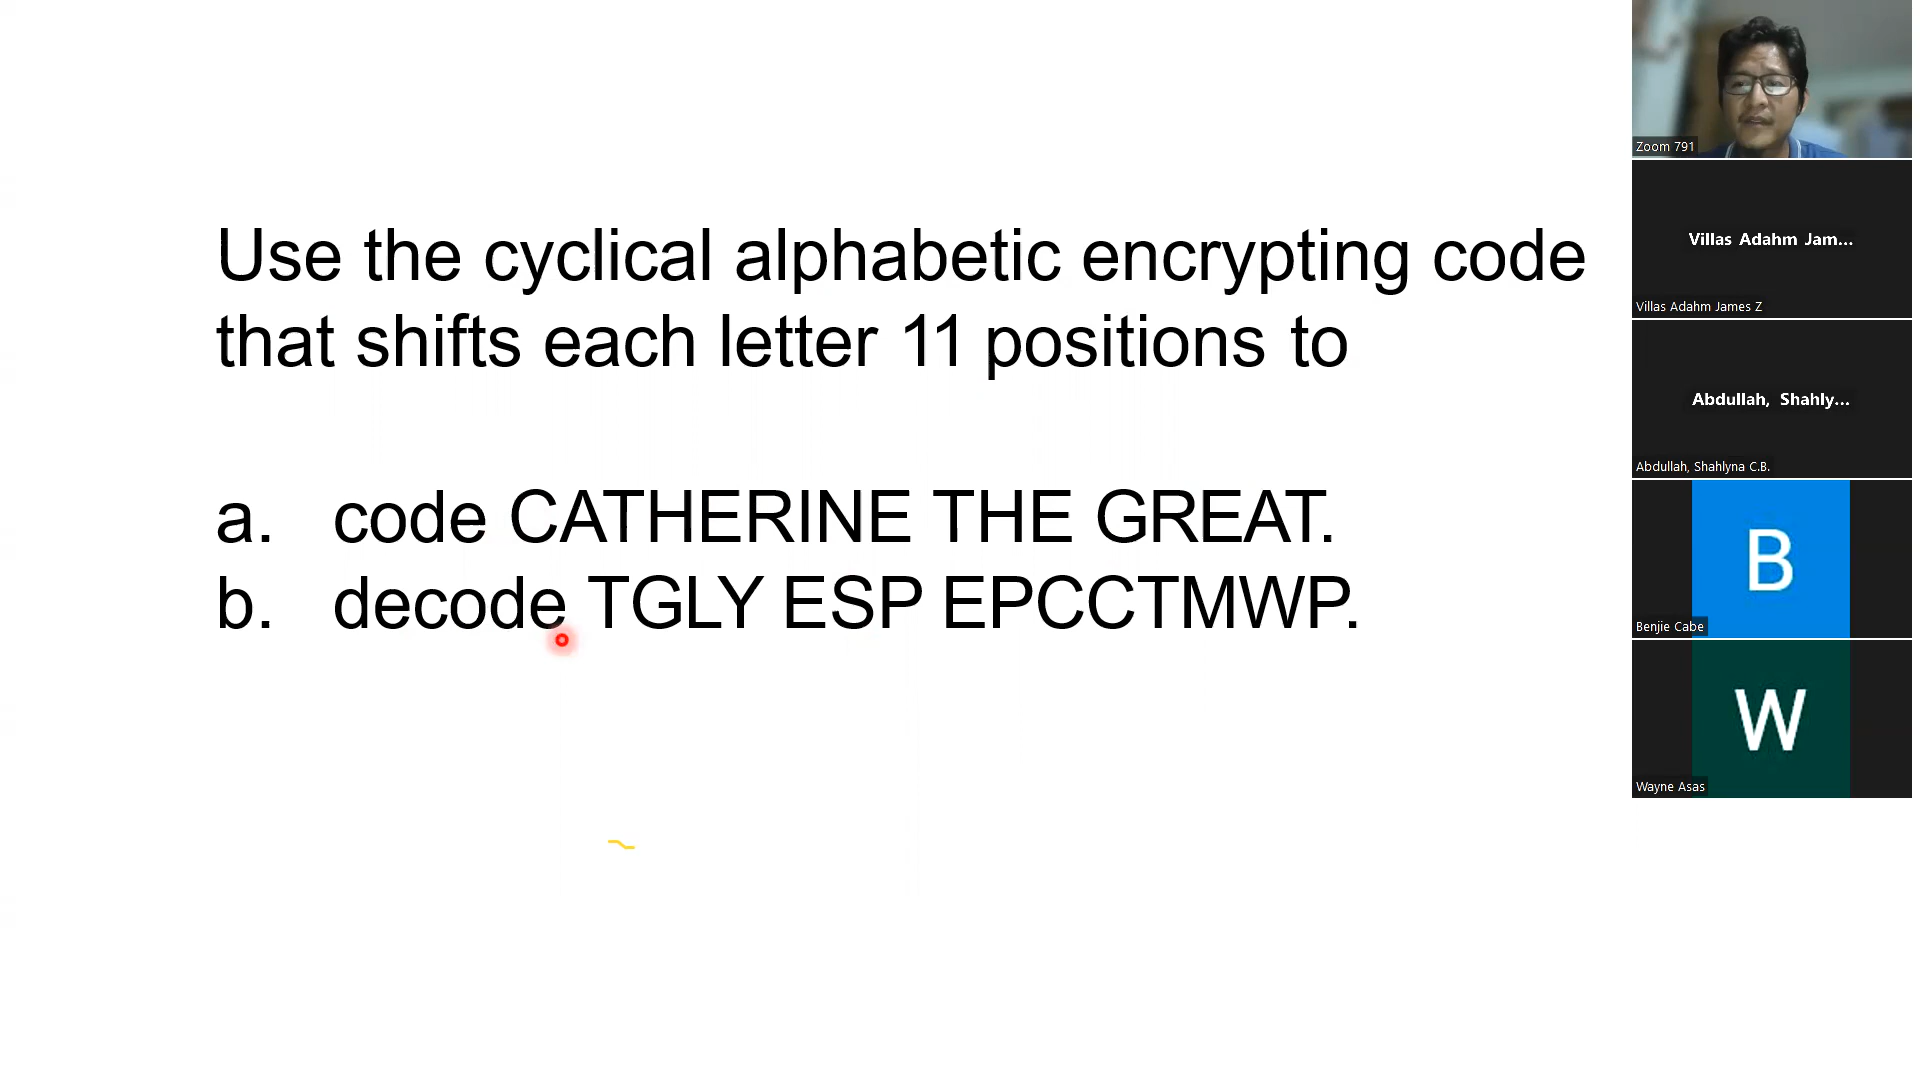 Use the cyclical alphabetic encrypting code
that shifts each letter 11 positions to
a. code CATHERINE THE GREAT.
b. decode TGLY ESP EPCCTMWP.
Zoom 791
Villas Adahm Jam...
Villas Adahm James Z
Abdullah, Shahly...
Abdullah, Shahlyna C.B.
B
Benjie Cabe
W
Wayne Asas